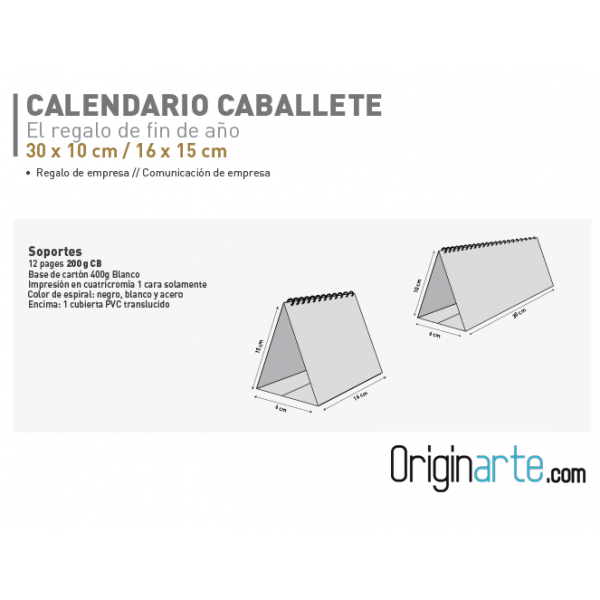 CALENDARIO CABALLETE
El regalo de fin de año
30 x 10 cm / 16 x 15 cm
• Regalo de empresa // Comunicación de empresa
Soportes
12 pages 200 g CB
Base de cartón 400g Blanco
Impresión en cuatricromia 1 cara solamente
Color de espiral: negro, blanco y acero
Encima: 1 cubierta PVC translucido
15 cm
6 cm
16 cm
10 cm
6 cm
30 cm
Originarte.com